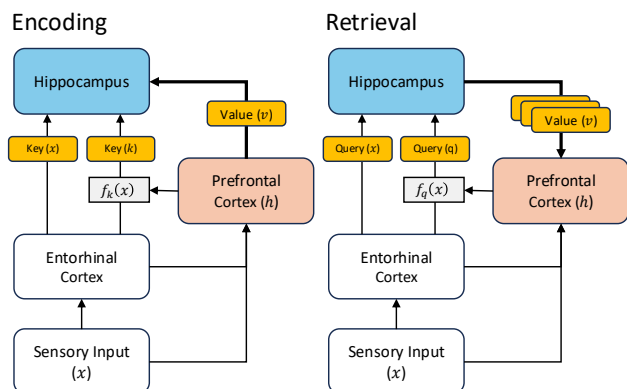 Encoding
Hippocampus
Value (v)
Key (x)
Key (k)
f_k(x)
Prefrontal
Cortex (h)
Entorhinal
Cortex
Sensory Input
(x)
Retrieval
Hippocampus
Value (v)
Query (x)
Query (q)
f_q(x)
Prefrontal
Cortex (h)
Entorhinal
Cortex
Sensory Input
(x)